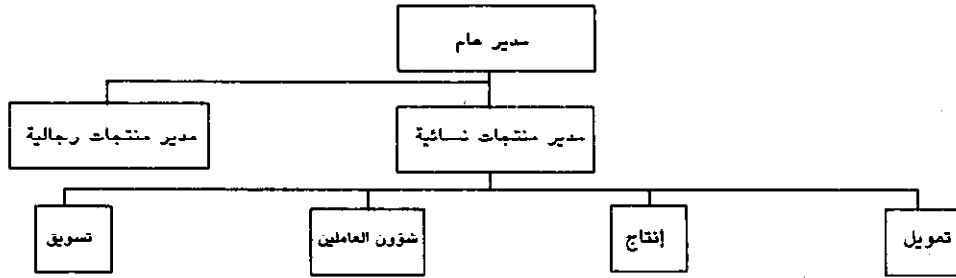 مدير عام
مدير منتجات نسائية
مدير منتجات رجالية
تمويل
إنتاج
شؤون العاملين
تسويق